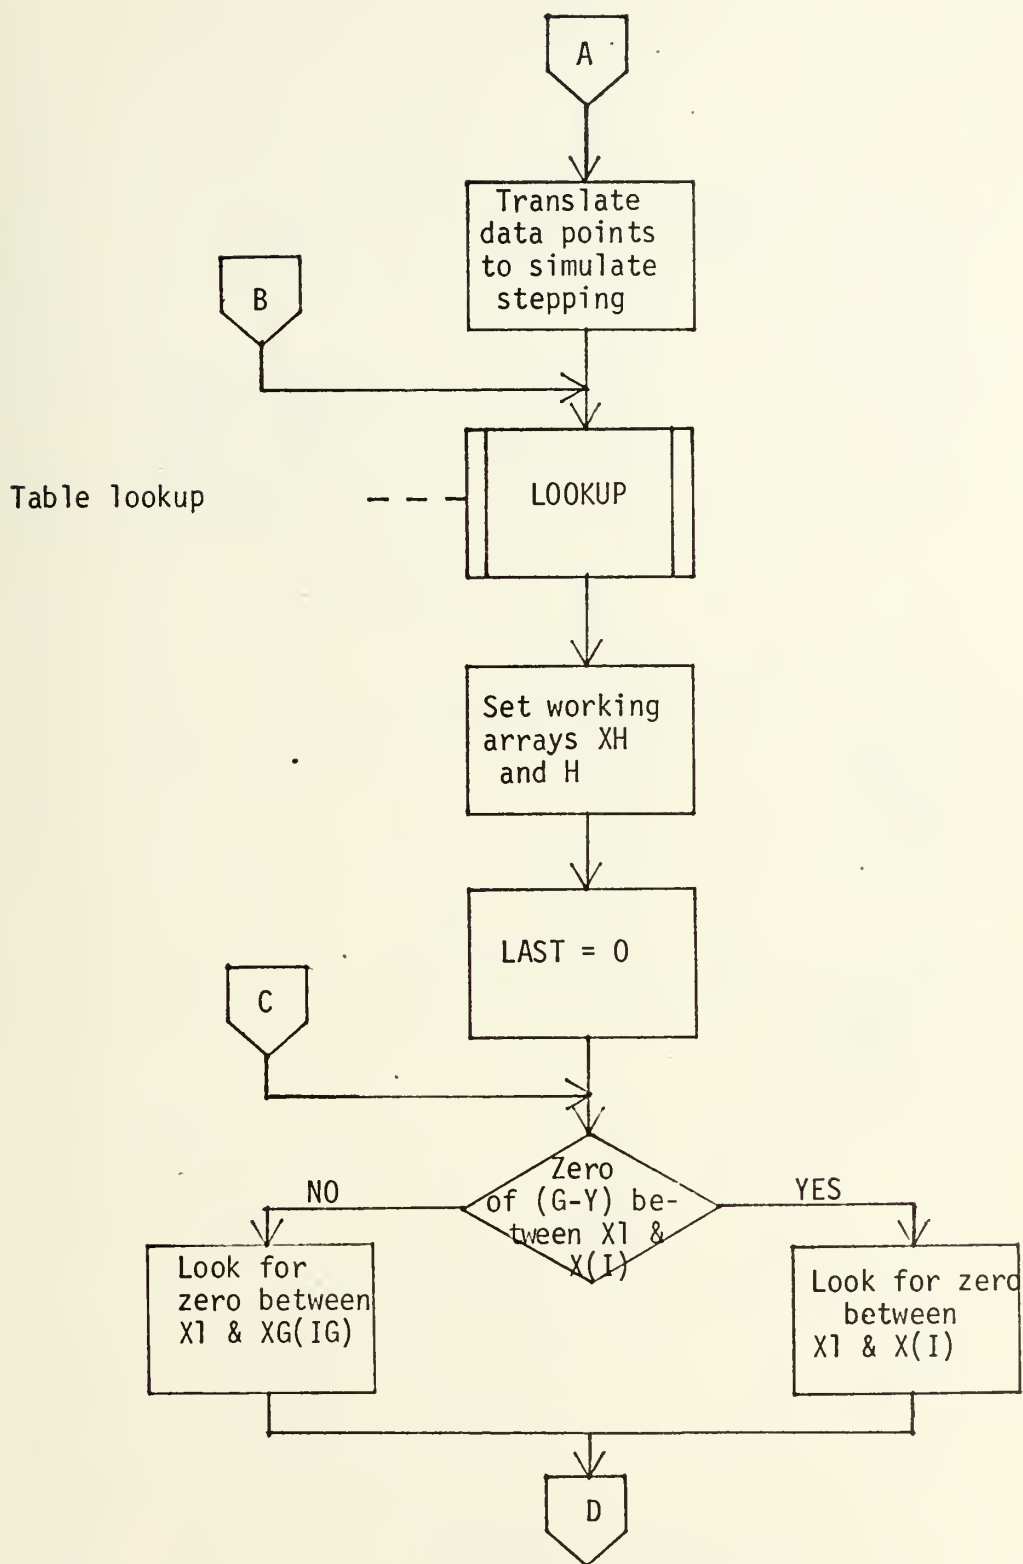 A
Translate
data points
to simulate
stepping
B
Table lookup
LOOKUP
Set working
arrays XH
and H
LAST = 0
C
Zero
of (G-Y) be-
tween X1 &
X(I)
NO
YES
Look for
zero between
X1 & XG(IG)
Look for zero
between
X1 & X(I)
D